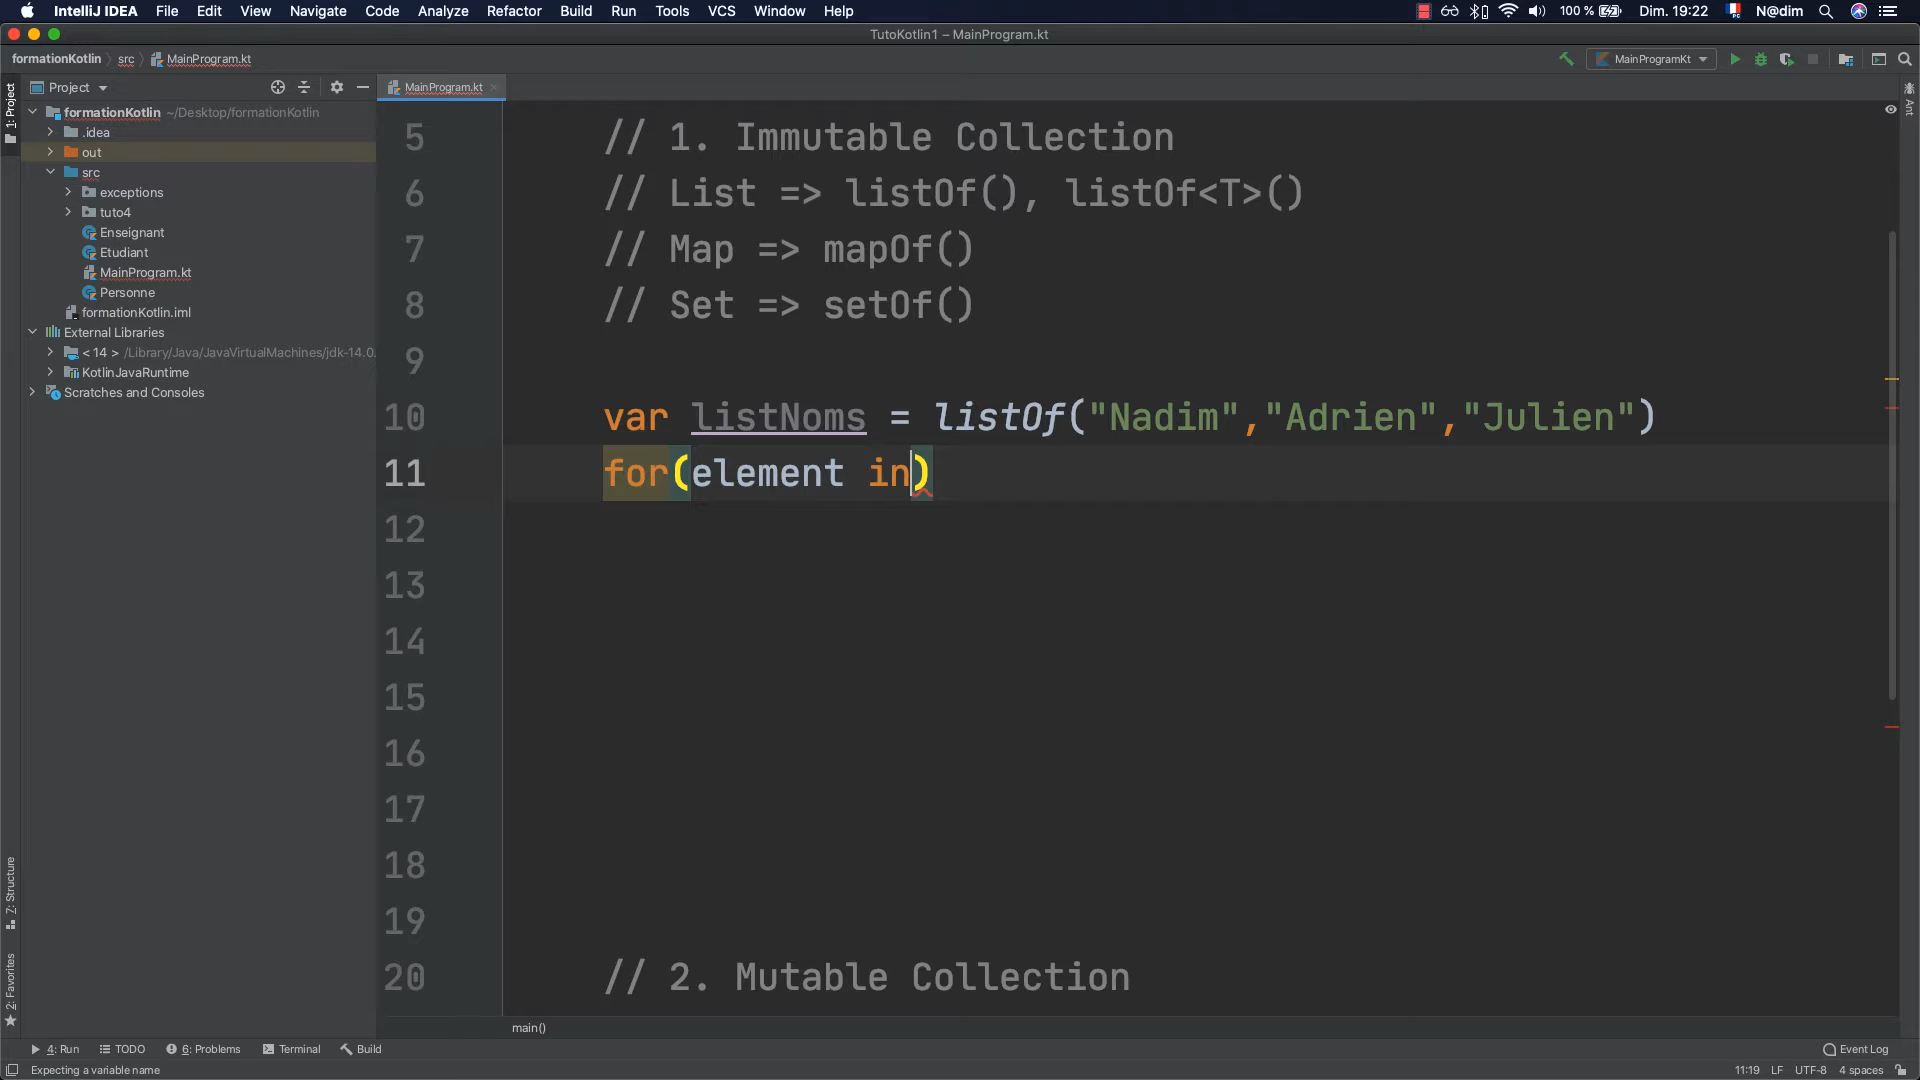 IntelliJ IDEA File Edit View Navigate Code Analyze Refactor Build Run Tools VCS Window Help 100 % Dim. 19:22 N@dim
TutoKotlin1 – MainProgram.kt
formationKotlin src MainProgram.kt MainProgramKt
Project MainProgram.kt
1: Project
Ant
formationKotlin ~/Desktop/formationKotlin
.idea
out
src
exceptions
tuto4
Enseignant
Etudiant
MainProgram.kt
Personne
formationKotlin.iml
External Libraries
< 14 > /Library/Java/JavaVirtualMachines/jdk-14.0.
KotlinJavaRuntime
Scratches and Consoles
5 // 1. Immutable Collection
6 // List => listOf(), listOf<T>()
7 // Map => mapOf()
8 // Set => setOf()
9
10 var listNoms = listOf("Nadim","Adrien","Julien")
11 for(element in)
12
13
14
15
16
17
18
19
20 // 2. Mutable Collection
7: Structure
2: Favorites
main()
4: Run TODO 6: Problems Terminal Build Event Log
Expecting a variable name 11:19 LF UTF-8 4 spaces